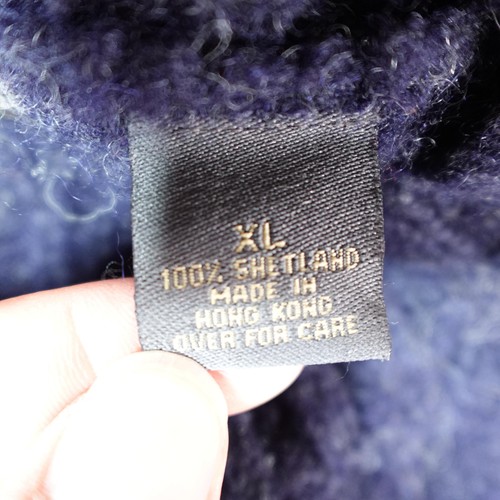 XL
100% SHETLAND
MADE IN
HONG KONG
OVER FOR CARE